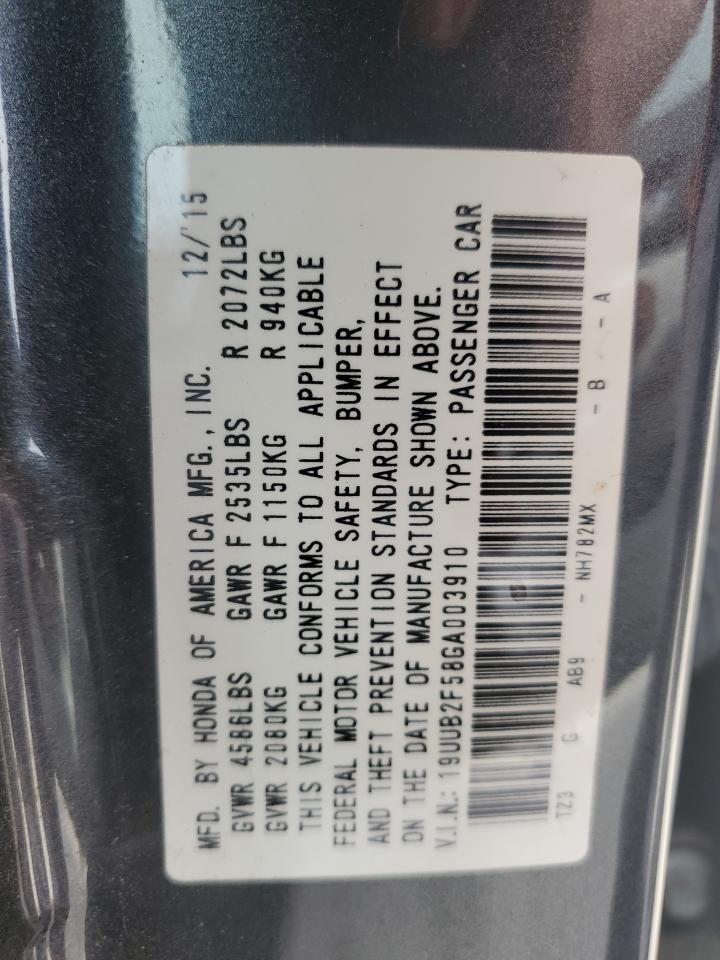 MFD. BY HONDA OF AMERICA MFG., INC. 12/'15
GVWR 4586LBS GAWR F 2535LBS R 2072LBS
GVWR 2080KG GAWR F 1150KG R 940KG
THIS VEHICLE CONFORMS TO ALL APPLICABLE
FEDERAL MOTOR VEHICLE SAFETY, BUMPER,
AND THEFT PREVENTION STANDARDS IN EFFECT
ON THE DATE OF MANUFACTURE SHOWN ABOVE.
V.I.N.: 19UUB2F58GA003910 TYPE: PASSENGER CAR
TZ3 G AB9 - NH782MX - B - A